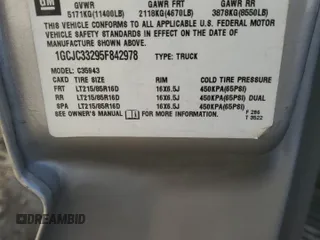 GM
GVWR GAWR FRT GAWR RR
5171KG(11400LB) 2118KG(4670LB) 3878KG(8550LB)
THIS VEHICLE CONFORMS TO ALL APPLICABLE U.S. FEDERAL MOTOR
VEHICLE SAFETY STANDARDS IN EFFECT ON THE DATE OF
MANUFACTURE SHOWN ABOVE.
1GCJC33295F842978 TYPE: TRUCK
MODEL: C35943
CAKD TIRE SIZE RIM COLD TIRE PRESSURE
FRT LT215/85R16D 16X6.5J 450KPA(65PSI)
RR LT215/85R16D 16X6.5J 450KPA(65PSI) DUAL
SPA LT215/85R16D 16X6.5J 450KPA(65PSI)
SEE OWNER'S MANUAL FOR MORE INFORMATION.
T 8522
DREAMBID